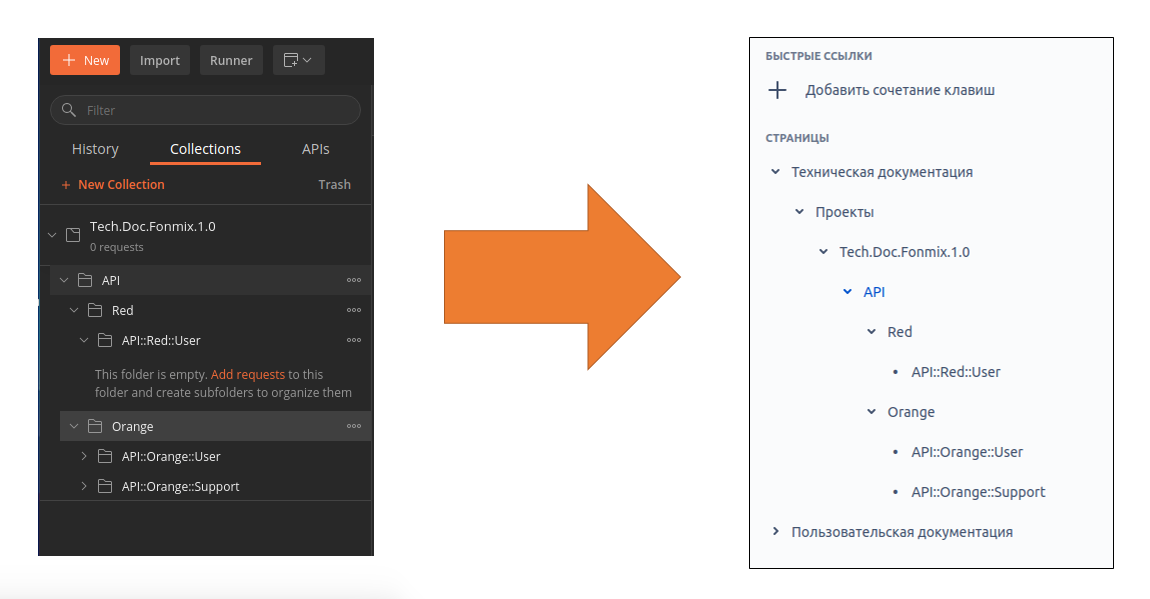 New Import Runner
Filter
History Collections APIs
+ New Collection Trash
Tech.Doc.Fonmix.1.0
0 requests
API
Red
API::Red::User
This folder is empty. Add requests to this
folder and create subfolders to organize them
Orange
API::Orange::User
API::Orange::Support
БЫСТРЫЕ ССЫЛКИ
Добавить сочетание клавиш
СТРАНИЦЫ
Техническая документация
Проекты
Tech.Doc.Fonmix.1.0
API
Red
API::Red::User
Orange
API::Orange::User
API::Orange::Support
Пользовательская документация